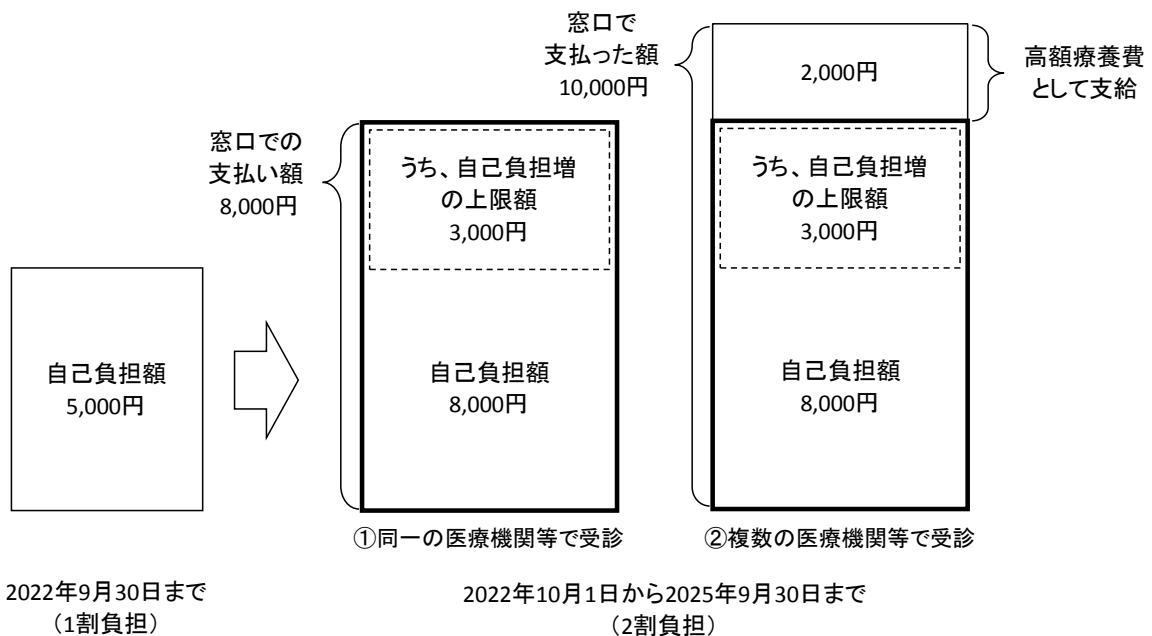 窓口で
支払った額
10,000円
2,000円
高額療養費
として支給
窓口での
支払い額
8,000円
うち、自己負担増
の上限額
3,000円
うち、自己負担増
の上限額
3,000円
自己負担額
5,000円
自己負担額
8,000円
自己負担額
8,000円
①同一の医療機関等で受診
②複数の医療機関等で受診
2022年9月30日まで
（1割負担）
2022年10月1日から2025年9月30日まで
（2割負担）